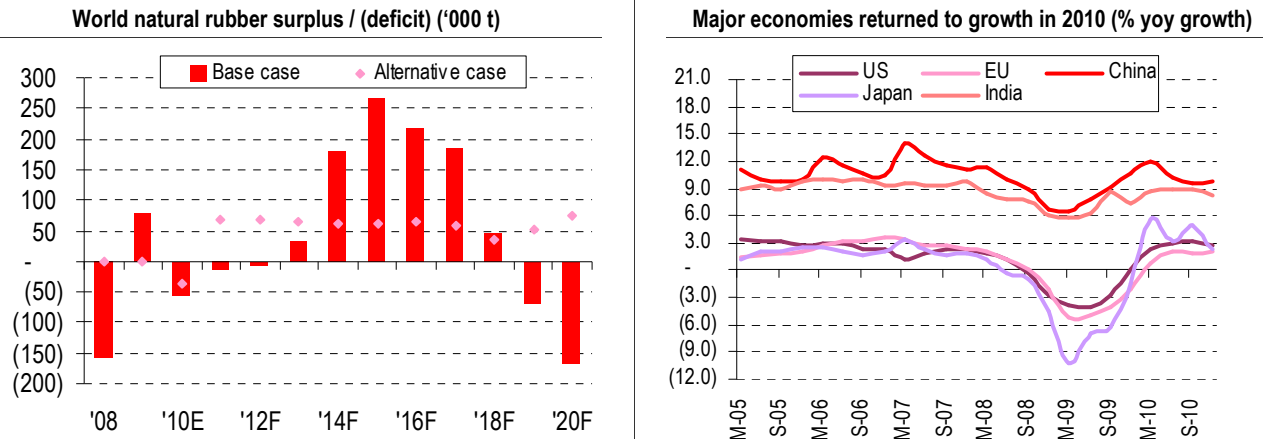 World natural rubber surplus / (deficit) ('000 t)
Base case
Alternative case
300
250
200
150
100
50
-
(50)
(100)
(150)
(200)
'08
'10E
'12F
'14F
'16F
'18F
'20F
Major economies returned to growth in 2010 (% yoy growth)
US
EU
China
Japan
India
21.0
18.0
15.0
12.0
9.0
6.0
3.0
-
(3.0)
(6.0)
(9.0)
(12.0)
M-05
S-05
M-06
S-06
M-07
S-07
M-08
S-08
M-09
S-09
M-10
S-10